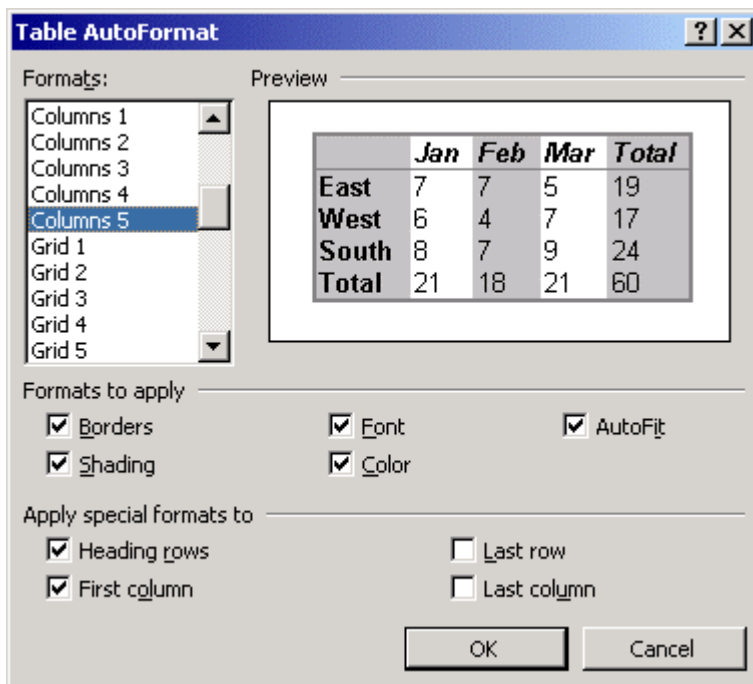 Table AutoFormat
Formats:
Preview
Columns 1
Columns 2
Columns 3
Columns 4
Columns 5
Grid 1
Grid 2
Grid 3
Grid 4
Grid 5
Jan Feb Mar Total
East 7 7 5 19
West 6 4 7 17
South 8 7 9 24
Total 21 18 21 60
Formats to apply
Borders Font AutoFit
Shading Color
Apply special formats to
Heading rows Last row
First column Last column
OK Cancel